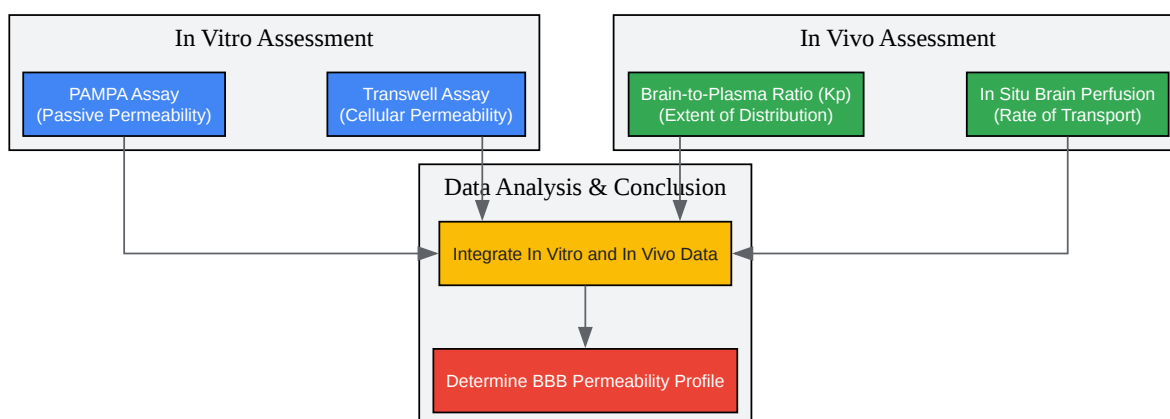 In Vitro Assessment
PAMPA Assay
(Passive Permeability)
Transwell Assay
(Cellular Permeability)
In Vivo Assessment
Brain-to-Plasma Ratio (Kp)
(Extent of Distribution)
In Situ Brain Perfusion
(Rate of Transport)
Data Analysis & Conclusion
Integrate In Vitro and In Vivo Data
Determine BBB Permeability Profile